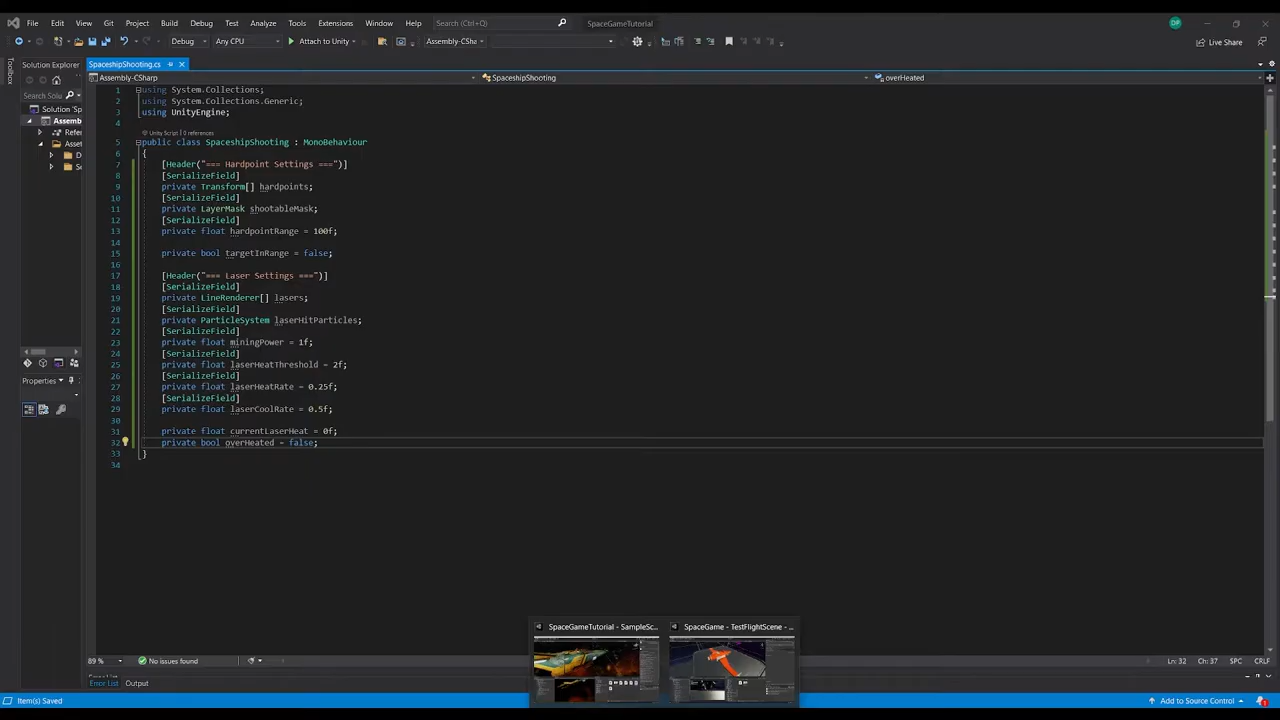 File Edit View Git Project Build Debug Test Analyze Tools Extensions Window Help Search (Ctrl+Q) SpaceGameTutorial DP
Debug Any CPU Attach to Unity Assembly-CSha Live Share
Toolbox
Solution Explorer
SpaceshipShooting.cs
Assembly-CSharp SpaceshipShooting overHeated
Search Solu
Solution 'Sp
Assemb
Refe
Asset
D
S
Properties
1 using System.Collections;
2 using System.Collections.Generic;
3 using UnityEngine;
4
Unity Script | 0 references
5 public class SpaceshipShooting : MonoBehaviour
6 {
7 [Header("=== Hardpoint Settings ===")]
8 [SerializeField]
9 private Transform[] hardpoints;
10 [SerializeField]
11 private LayerMask shootableMask;
12 [SerializeField]
13 private float hardpointRange = 100f;
14
15 private bool targetInRange = false;
16
17 [Header("=== Laser Settings ===")]
18 [SerializeField]
19 private LineRenderer[] lasers;
20 [SerializeField]
21 private ParticleSystem laserHitParticles;
22 [SerializeField]
23 private float miningPower = 1f;
24 [SerializeField]
25 private float laserHeatThreshold = 2f;
26 [SerializeField]
27 private float laserHeatRate = 0.25f;
28 [SerializeField]
29 private float laserCoolRate = 0.5f;
30
31 private float currentLaserHeat = 0f;
32 private bool overHeated = false;
33 }
34
SpaceGameTutorial - SampleSc... SpaceGame - TestFlightScene - ...
89 % No issues found Ln: 32 Ch: 37 SPC CRLF
Error List
Error List Output
Item(s) Saved Add to Source Control 1